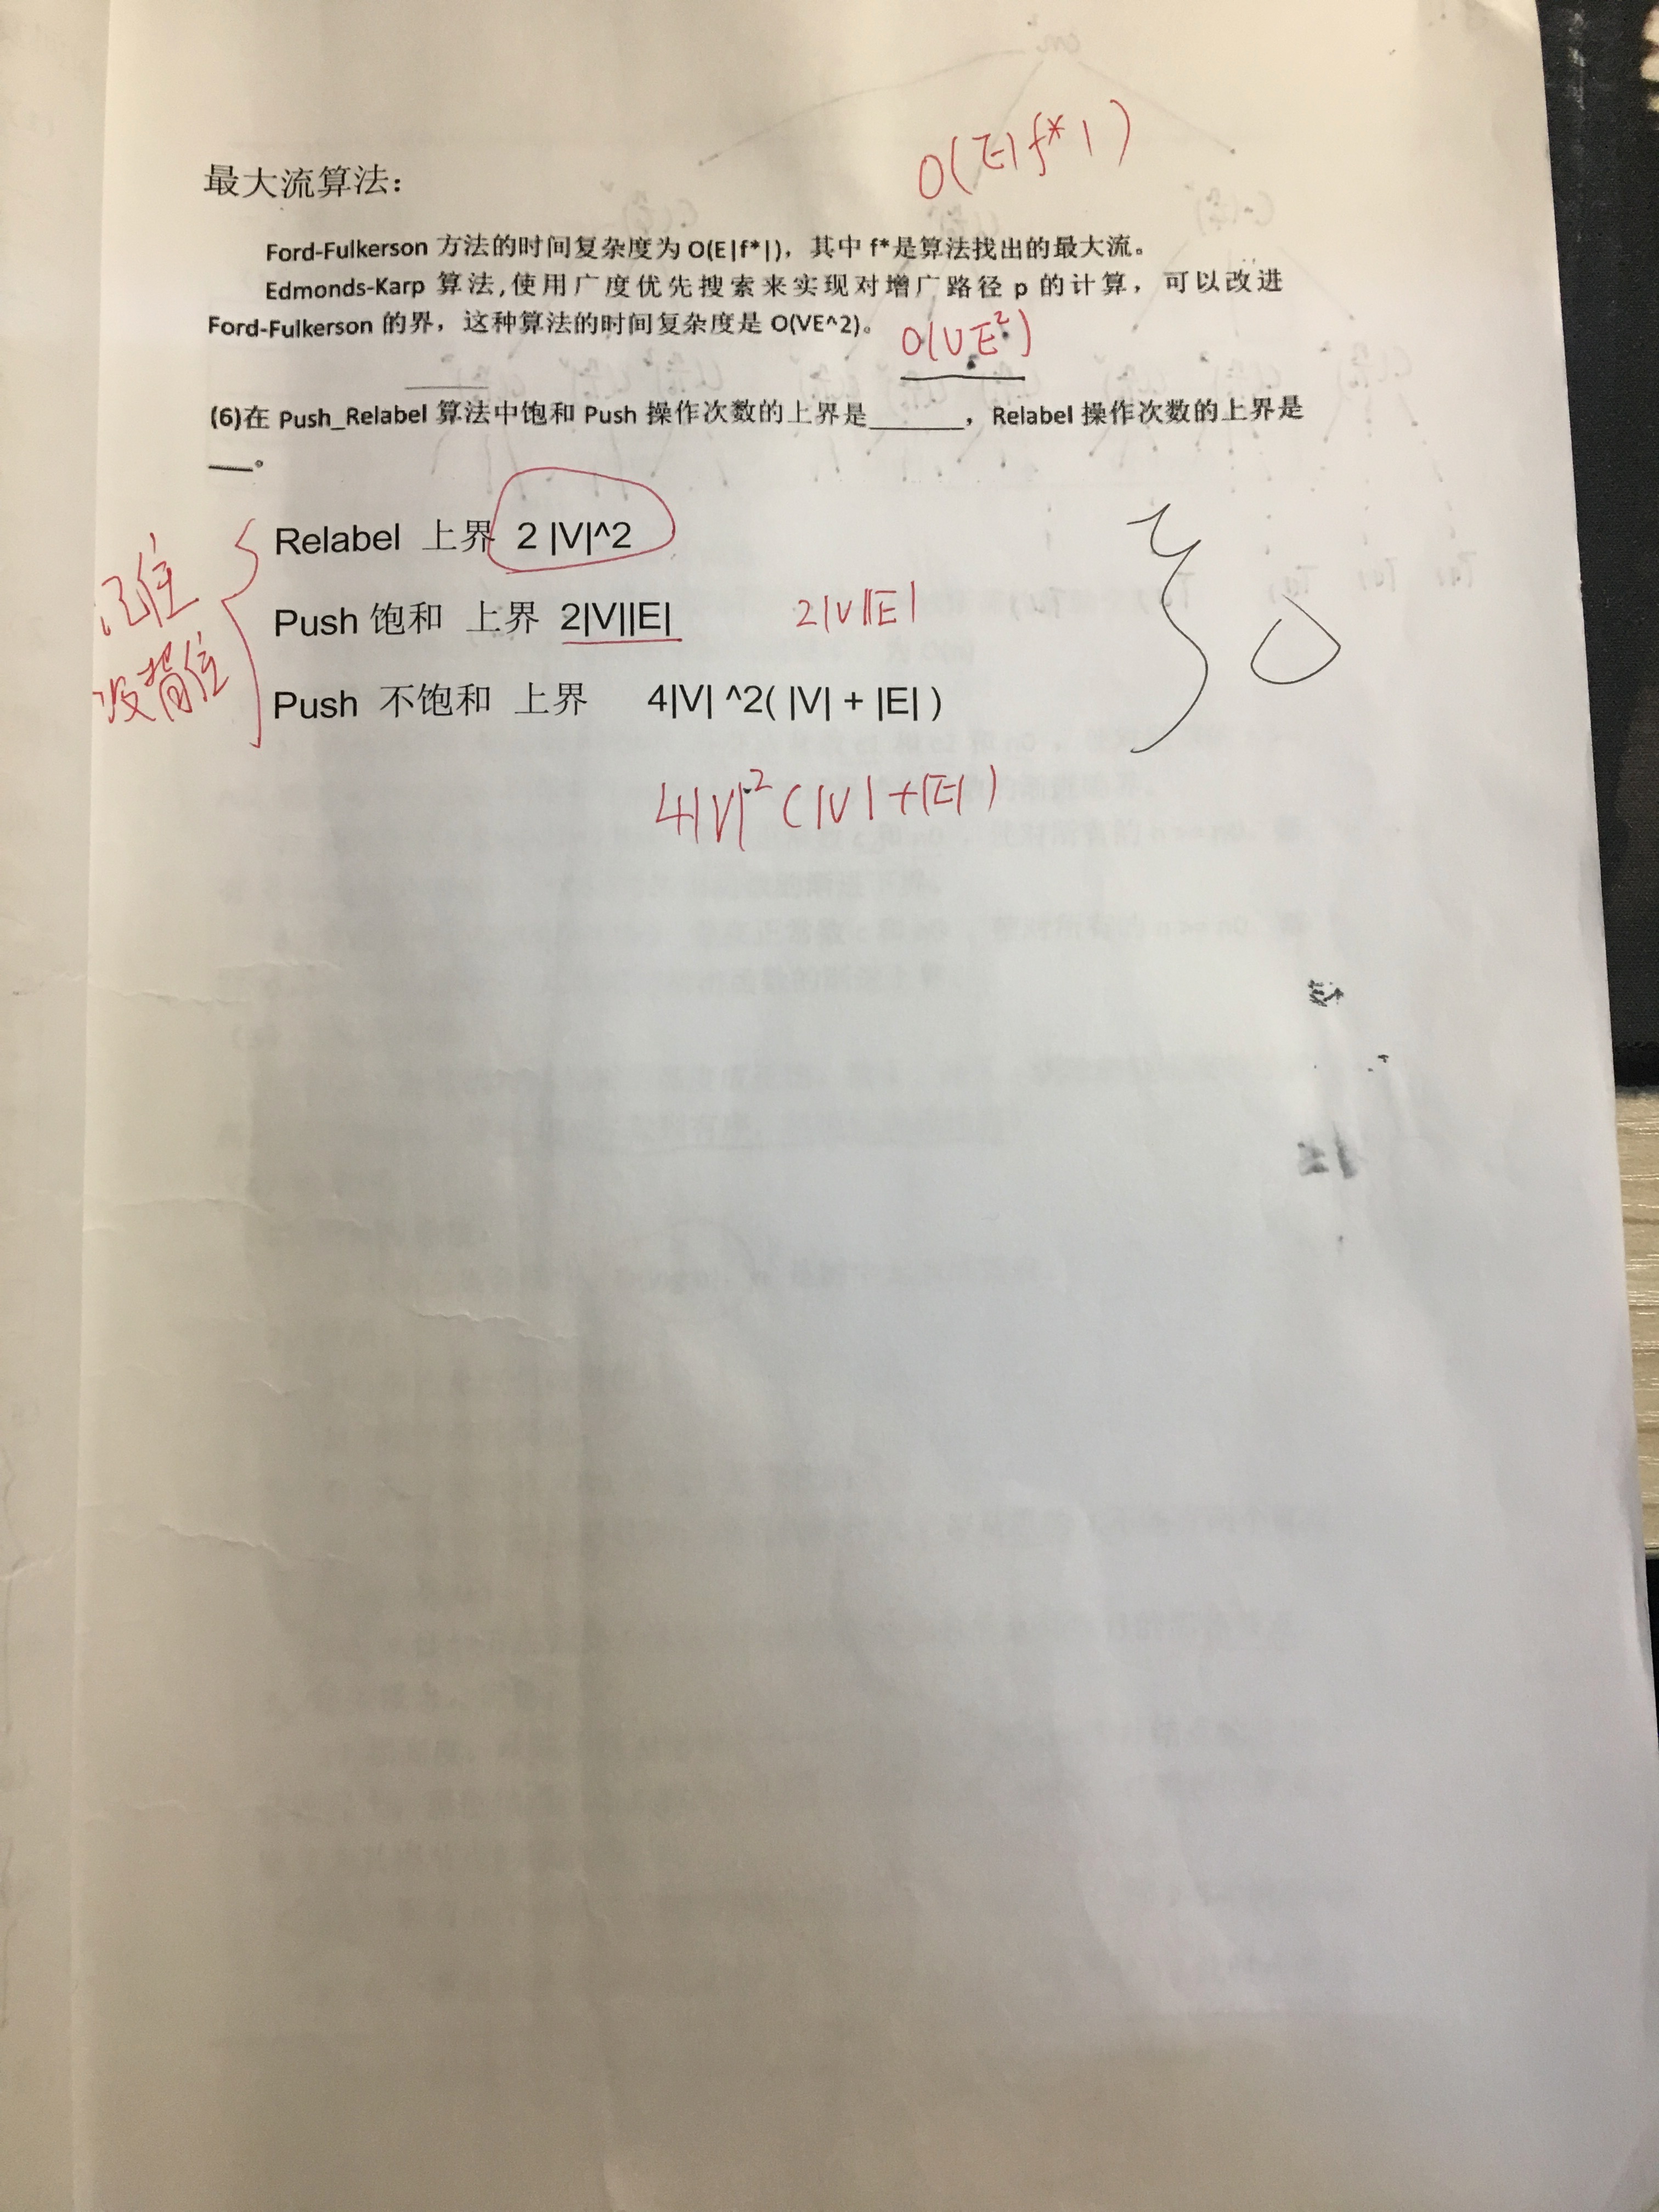 O(E|f*|)
最大流算法：
Ford-Fulkerson 方法的时间复杂度为 O(E|f*|)，其中 f*是算法找出的最大流。
Edmonds-Karp 算法,使用广度优先搜索来实现对增广路径 p 的计算，可以改进
Ford-Fulkerson 的界，这种算法的时间复杂度是 O(VE^2)。
O(VE²)
(6)在 Push_Relabel 算法中饱和 Push 操作次数的上界是______，Relabel 操作次数的上界是
___。
Relabel 上界 2 |V|^2
记住
Push 饱和 上界 2|V||E| 2|V||E|
没背住
Push 不饱和 上界 4|V| ^2( |V| + |E| )
4|V|² (|V|+|E|)